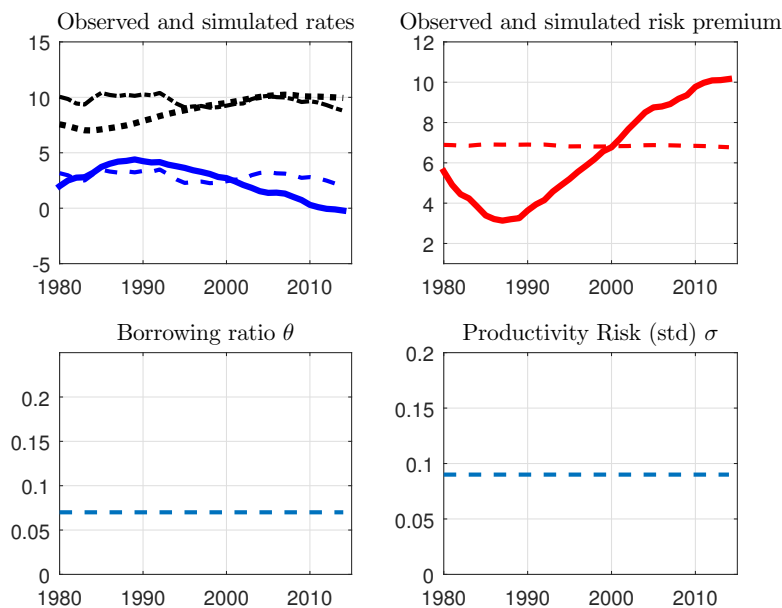 Observed and simulated rates
15
10
5
0
-5
1980 1990 2000 2010
Observed and simulated risk premium
12
10
8
6
4
2
1980 1990 2000 2010
Borrowing ratio θ
0.2
0.15
0.1
0.05
0
1980 1990 2000 2010
Productivity Risk (std) σ
0.2
0.15
0.1
0.05
0
1980 1990 2000 2010